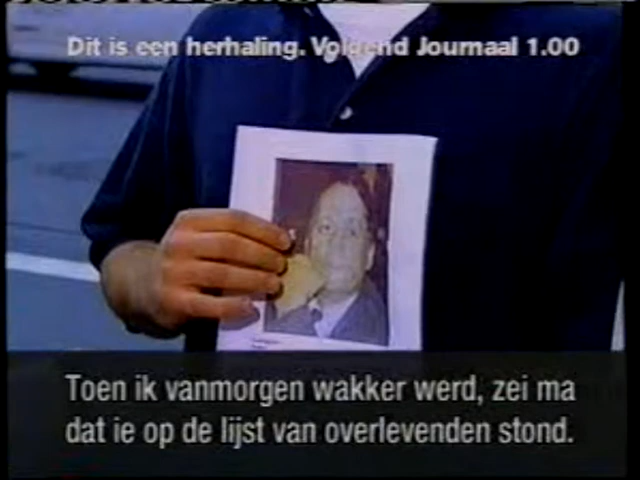 Dit is een herhaling. Volgend Journaal 1.00
Toen ik vanmorgen wakker werd, zei ma
dat ie op de lijst van overlevenden stond.